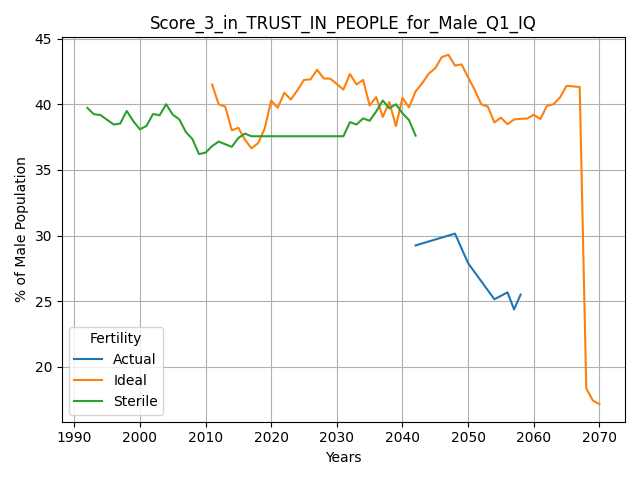 Score_3_in_TRUST_IN_PEOPLE_for_Male_Q1_IQ
% of Male Population
45
40
35
30
25
20
Fertility
Actual
Ideal
Sterile
1990 2000 2010 2020 2030 2040 2050 2060 2070
Years